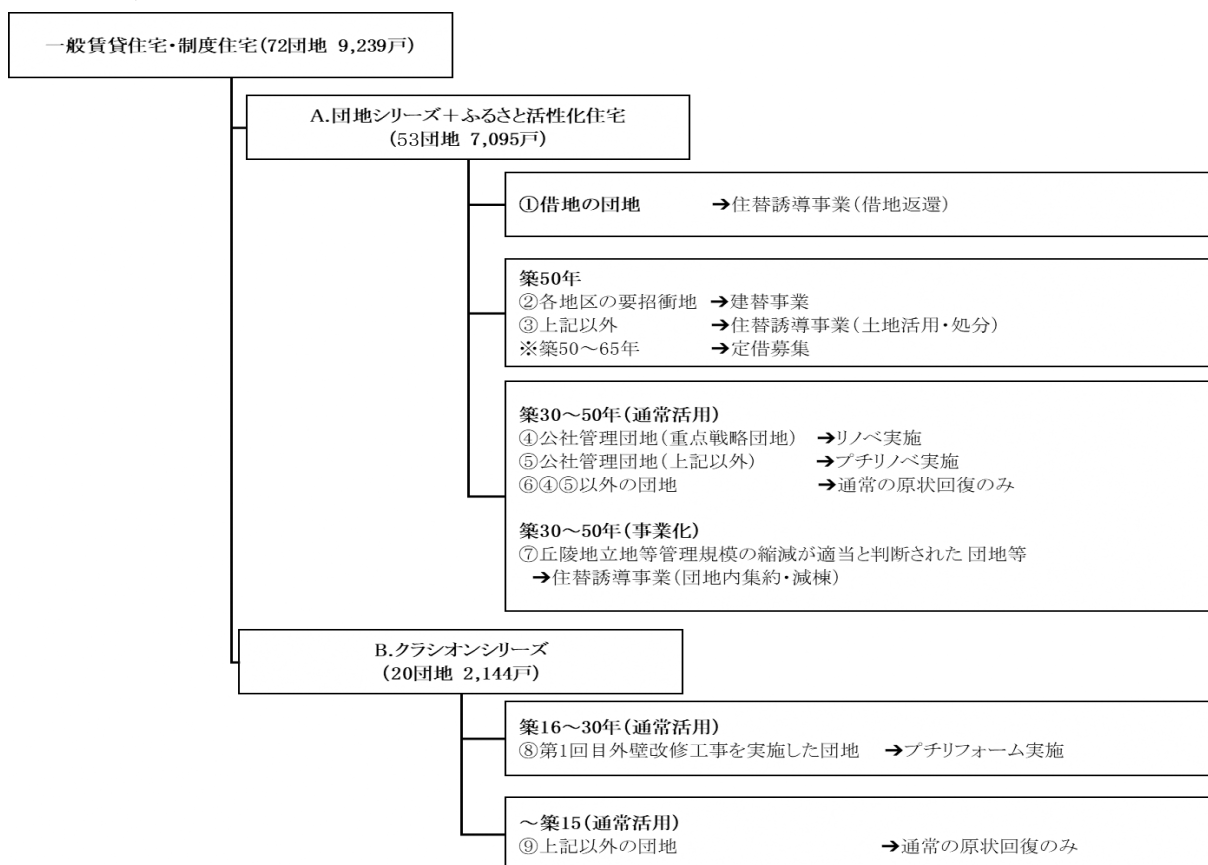 一般賃貸住宅・制度住宅(72団地 9,239戸)
A.団地シリーズ＋ふるさと活性化住宅
(53団地 7,095戸)
①借地の団地 ➔住替誘導事業(借地返還)
築50年
②各地区の要招衝地 ➔建替事業
③上記以外 ➔住替誘導事業(土地活用・処分)
※築50～65年 ➔定借募集
築30～50年(通常活用)
④公社管理団地(重点戦略団地) ➔リノベ実施
⑤公社管理団地(上記以外) ➔プチリノベ実施
⑥④⑤以外の団地 ➔通常の原状回復のみ
築30～50年(事業化)
⑦丘陵地立地等管理規模の縮減が適当と判断された 団地等
➔住替誘導事業(団地内集約・減棟)
B.クラシオンシリーズ
(20団地 2,144戸)
築16～30年(通常活用)
⑧第1回目外壁改修工事を実施した団地 ➔プチリフォーム実施
～築15(通常活用)
⑨上記以外の団地 ➔通常の原状回復のみ